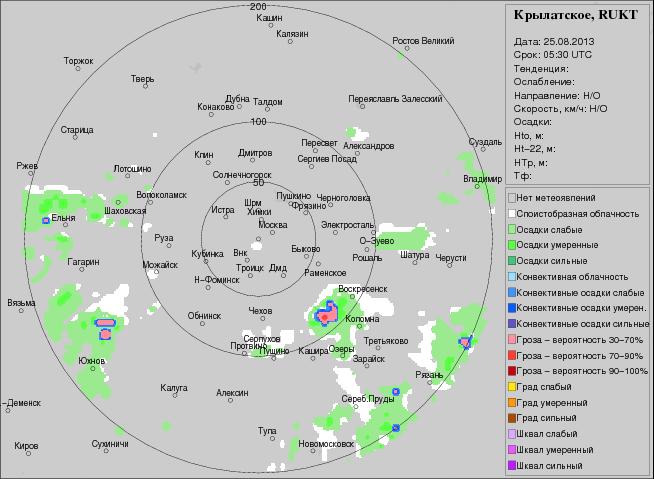 200
Кашин
Калязин
Ростов Великий
Торжок
Тверь
Дубна
Талдом
Конаково
Переяславль Залесский
100
Старица
Пересвет
Александров
Суздаль
Клин
Дмитров
Сергиев Посад
Ржев
Лотошино
Солнечногорск
Владимир
50
Волоколамск
Пушкино
Черноголовка
Шаховская
Истра
Шрм
Химки
Фрязино
Ельня
Москва
Электросталь
Руза
О-Зуево
Кубинка
Внк
Быково
Рошаль
Шатура
Черусти
Гагарин
Можайск
Троицк
Дмд
Раменское
Н-Фоминск
Воскресенск
Вязьма
Обнинск
Чехов
Коломна
Серпухов
Протвино
Пущино
Кашира
Озеры
Третьяково
Зарайск
Юхнов
Рязань
Калуга
Алексин
Сереб.Пруды
-Деменск
Тула
Киров
Сухиничи
Новомосковск
Крылатское, RUKT
Дата: 25.08.2013
Срок: 05:30 UTC
Тенденция:
Ослабление:
Направление: Н/О
Скорость, км/ч: Н/О
Осадки:
Hto, м:
Ht-22, м:
HTp, м:
Тф:
Нет метеоявлений
Слоистобразная облачность
Осадки слабые
Осадки умеренные
Осадки сильные
Конвективная облачность
Конвективные осадки слабые
Конвективные осадки умерен.
Конвективные осадки сильные
Гроза - вероятность 30-70%
Гроза - вероятность 70-90%
Гроза - вероятность 90-100%
Град слабый
Град умеренный
Град сильный
Шквал слабый
Шквал умеренный
Шквал сильный